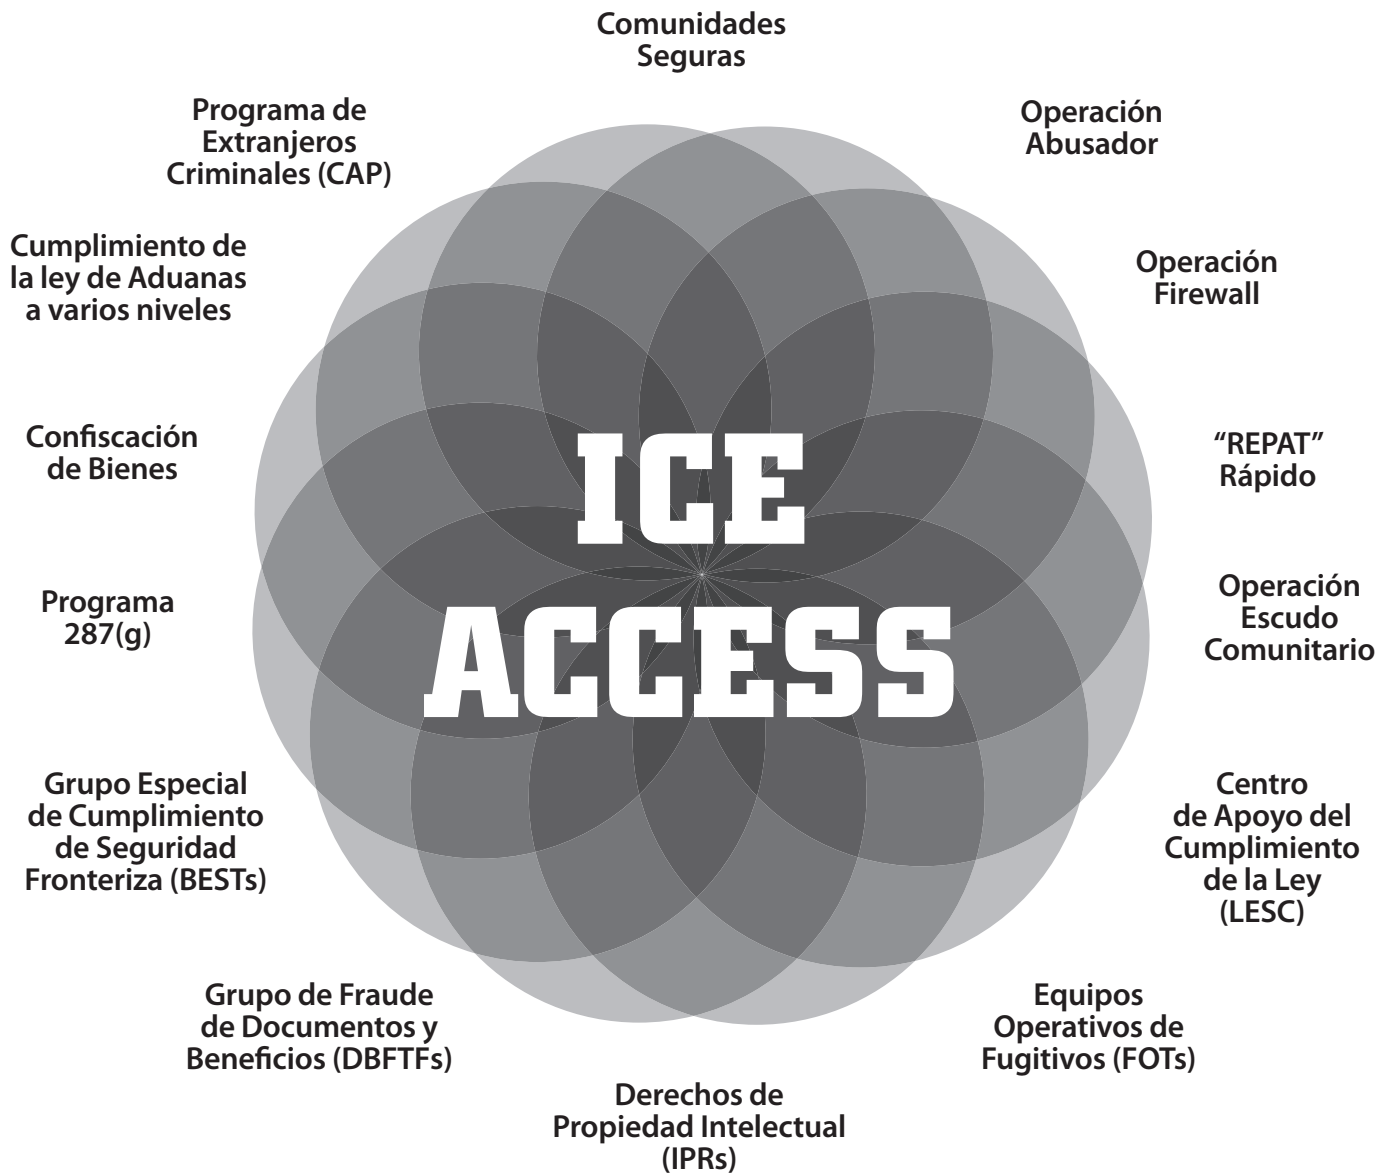 Comunidades
Seguras
Operación
Abusador
Operación
Firewall
“REPAT”
Rápido
Operación
Escudo
Comunitario
Centro
de Apoyo del
Cumplimiento
de la Ley
(LESC)
Equipos
Operativos de
Fugitivos (FOTs)
Derechos de
Propiedad Intelectual
(IPRs)
Grupo de Fraude
de Documentos y
Beneficios (DBFTFs)
Grupo Especial
de Cumplimiento
de Seguridad
Fronteriza (BESTs)
Programa
287(g)
Confiscación
de Bienes
Cumplimiento de
la ley de Aduanas
a varios niveles
Programa de
Extranjeros
Criminales (CAP)
ICE
ACCESS